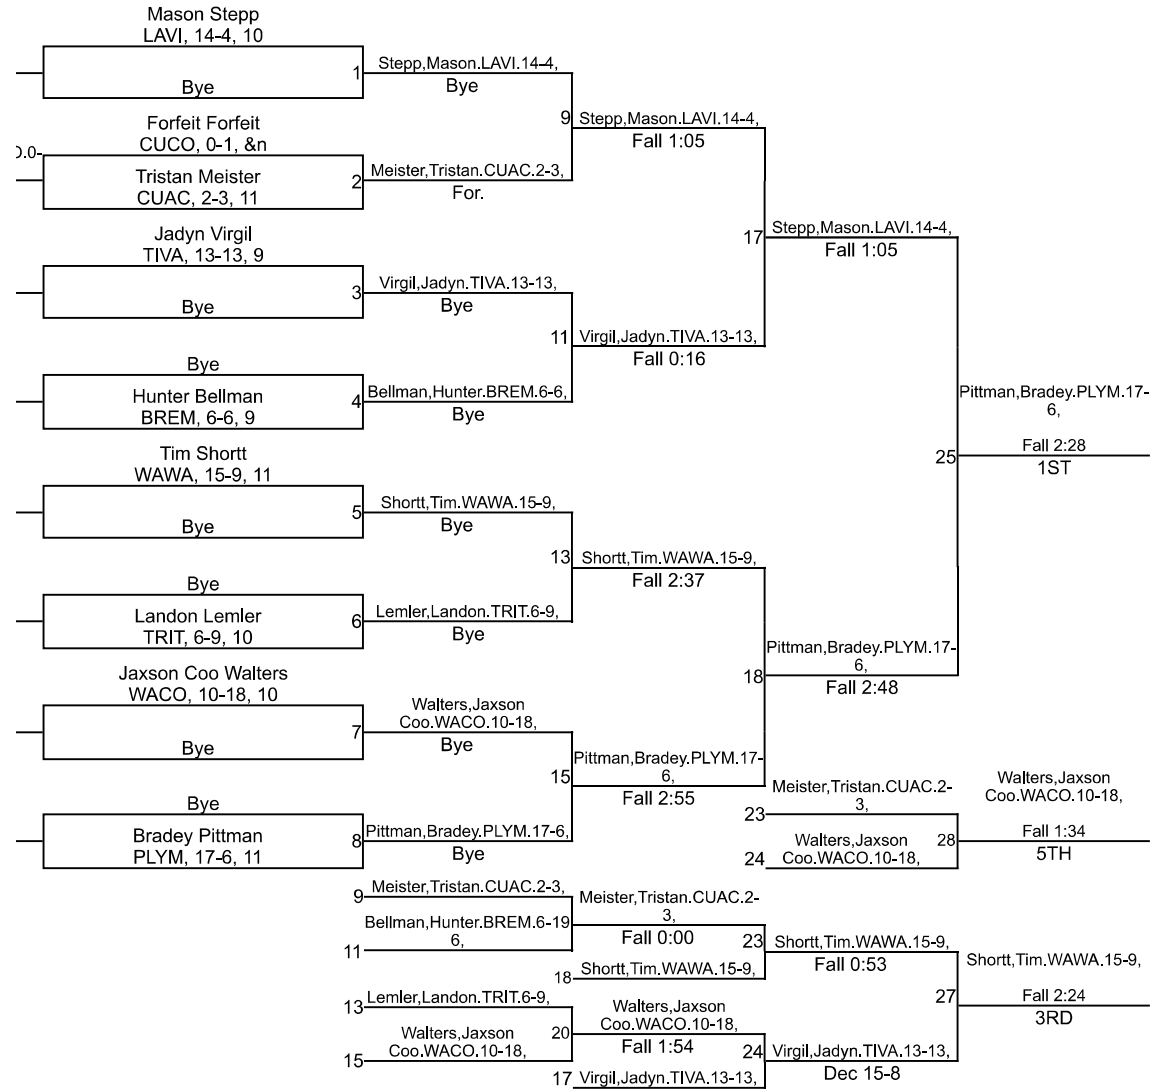 Mason Stepp
LAVI, 14-4, 10
1
Stepp,Mason.LAVI.14-4,
Bye
Bye
9
Stepp,Mason.LAVI.14-4,
Fall 1:05
Forfeit Forfeit
CUCO, 0-1, &n
0.0-
Tristan Meister
CUAC, 2-3, 11
2
Meister,Tristan.CUAC.2-3,
For.
17
Stepp,Mason.LAVI.14-4,
Fall 1:05
Jadyn Virgil
TIVA, 13-13, 9
3
Virgil,Jadyn.TIVA.13-13,
Bye
Bye
11
Virgil,Jadyn.TIVA.13-13,
Fall 0:16
Bye
Hunter Bellman
BREM, 6-6, 9
4
Bellman,Hunter.BREM.6-6,
Bye
25
Pittman,Bradey.PLYM.17-
6,
Fall 2:28
1ST
Tim Shortt
WAWA, 15-9, 11
5
Shortt,Tim.WAWA.15-9,
Bye
Bye
13
Shortt,Tim.WAWA.15-9,
Fall 2:37
Bye
Landon Lemler
TRIT, 6-9, 10
6
Lemler,Landon.TRIT.6-9,
Bye
18
Pittman,Bradey.PLYM.17-
6,
Fall 2:48
Jaxson Coo Walters
WACO, 10-18, 10
7
Walters,Jaxson
Coo.WACO.10-18,
Bye
Bye
15
Pittman,Bradey.PLYM.17-
6,
Fall 2:55
Bye
Bradey Pittman
PLYM, 17-6, 11
8
Pittman,Bradey.PLYM.17-6,
Bye
23
Meister,Tristan.CUAC.2-
3,
24
Walters,Jaxson
Coo.WACO.10-18,
28
Walters,Jaxson
Coo.WACO.10-18,
Fall 1:34
5TH
9
Meister,Tristan.CUAC.2-3,
11
Bellman,Hunter.BREM.6-
6,
19
Meister,Tristan.CUAC.2-
3,
Fall 0:00
18
Shortt,Tim.WAWA.15-9,
23
Shortt,Tim.WAWA.15-9,
Fall 0:53
13
Lemler,Landon.TRIT.6-9,
15
Walters,Jaxson
Coo.WACO.10-18,
20
Walters,Jaxson
Coo.WACO.10-18,
Fall 1:54
17
Virgil,Jadyn.TIVA.13-13,
24
Virgil,Jadyn.TIVA.13-13,
Dec 15-8
27
Shortt,Tim.WAWA.15-9,
Fall 2:24
3RD